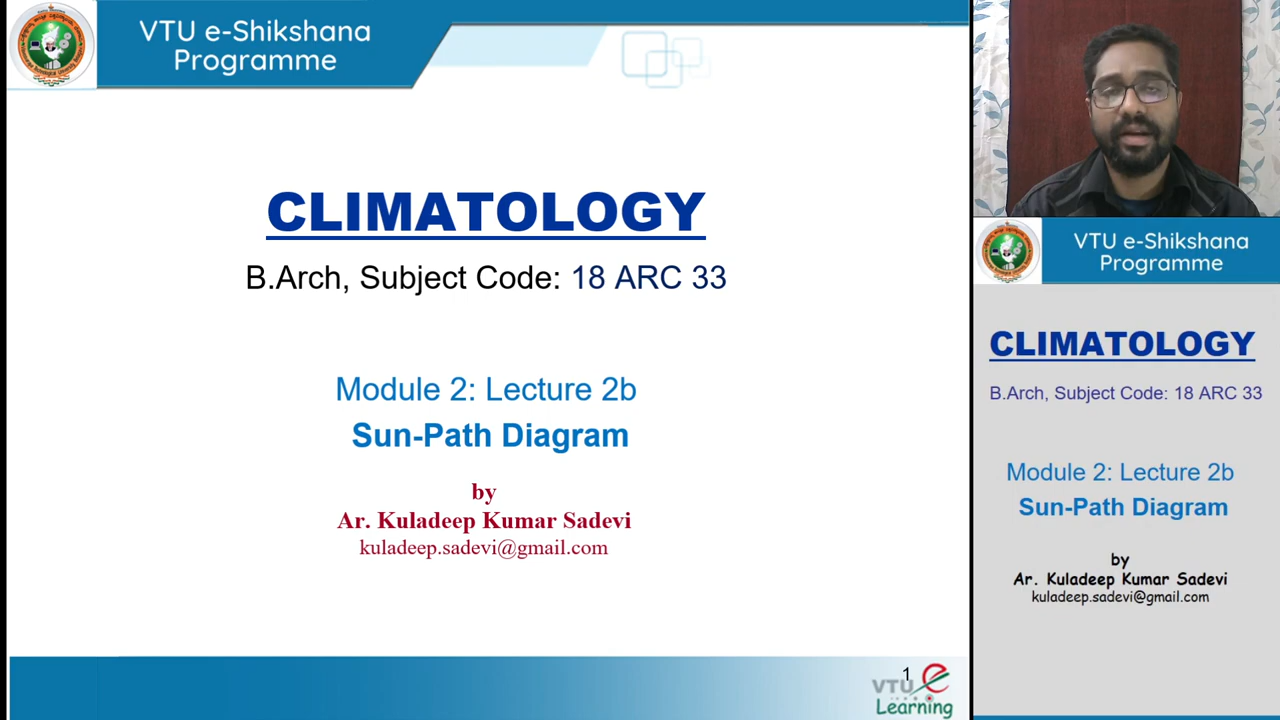 VTU e-Shikshana
Programme
CLIMATOLOGY
B.Arch, Subject Code: 18 ARC 33
Module 2: Lecture 2b
Sun-Path Diagram
by
Ar. Kuladeep Kumar Sadevi
kuladeep.sadevi@gmail.com
1
VTU e
Learning
VTU e-Shikshana
Programme
CLIMATOLOGY
B.Arch, Subject Code: 18 ARC 33
Module 2: Lecture 2b
Sun-Path Diagram
by
Ar. Kuladeep Kumar Sadevi
kuladeep.sadevi@gmail.com